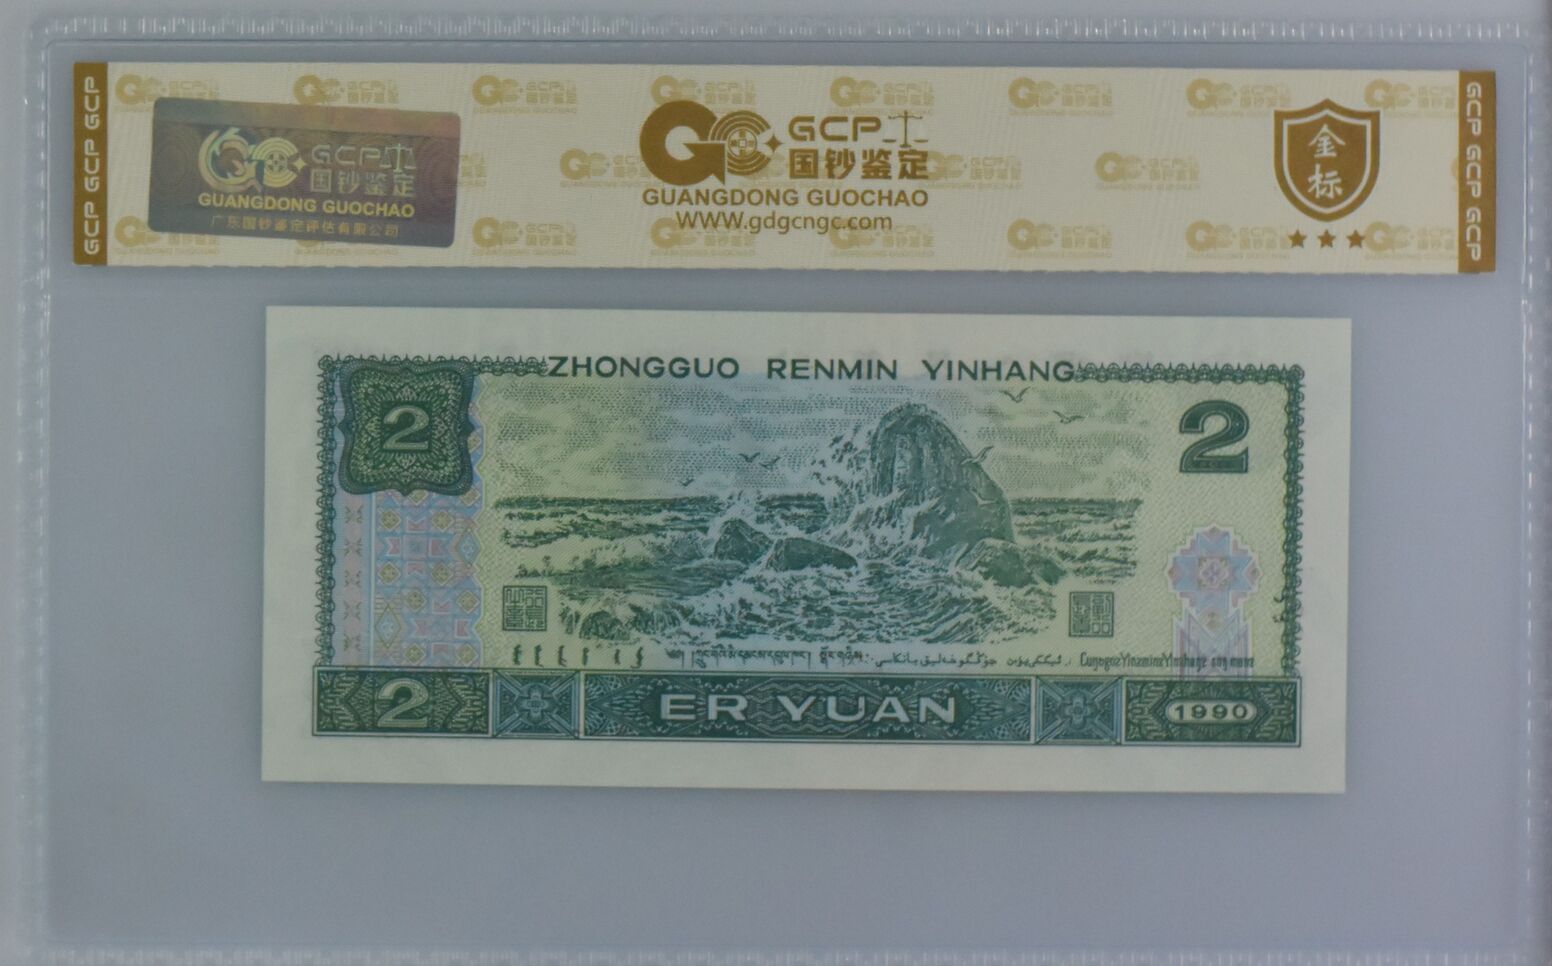 GCP GCP GCP
GCP
国钞鉴定
GUANGDONG GUOCHAO
广东国钞鉴定评估有限公司
GCP
国钞鉴定
GUANGDONG GUOCHAO
WWW.gdgcngc.com
金标
GCP GCP GCP
ZHONGGUO RENMIN YINHANG
2
2
2
ER YUAN
1990